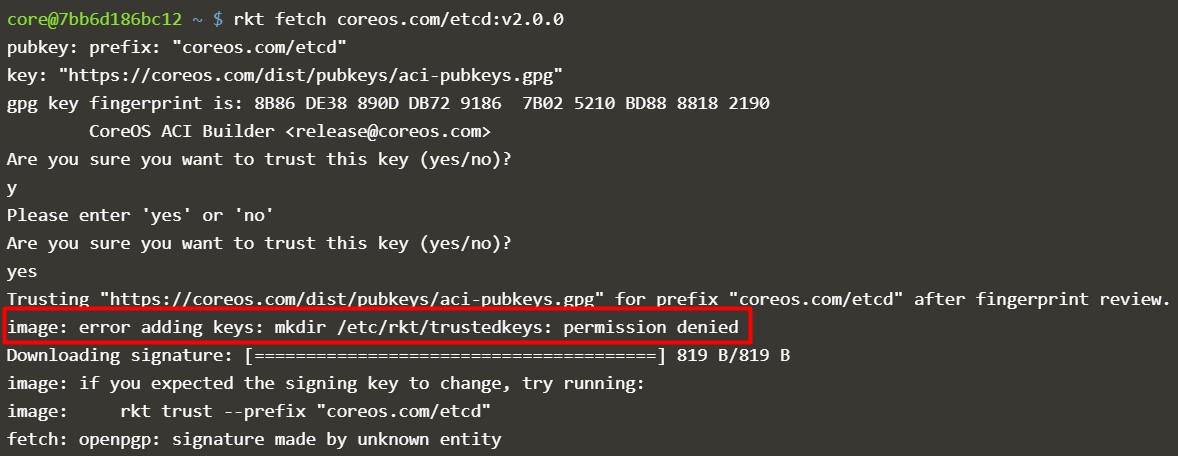 core@7bb6d186bc12 ~ $ rkt fetch coreos.com/etcd:v2.0.0
pubkey: prefix: "coreos.com/etcd"
key: "https://coreos.com/dist/pubkeys/aci-pubkeys.gpg"
gpg key fingerprint is: 8B86 DE38 890D DB72 9186  7B02 5210 BD88 8818 2190
        CoreOS ACI Builder <release@coreos.com>
Are you sure you want to trust this key (yes/no)?
y
Please enter 'yes' or 'no'
Are you sure you want to trust this key (yes/no)?
yes
Trusting "https://coreos.com/dist/pubkeys/aci-pubkeys.gpg" for prefix "coreos.com/etcd" after fingerprint review.
image: error adding keys: mkdir /etc/rkt/trustedkeys: permission denied
Downloading signature: [=======================================] 819 B/819 B
image: if you expected the signing key to change, try running:
image:     rkt trust --prefix "coreos.com/etcd"
fetch: openpgp: signature made by unknown entity